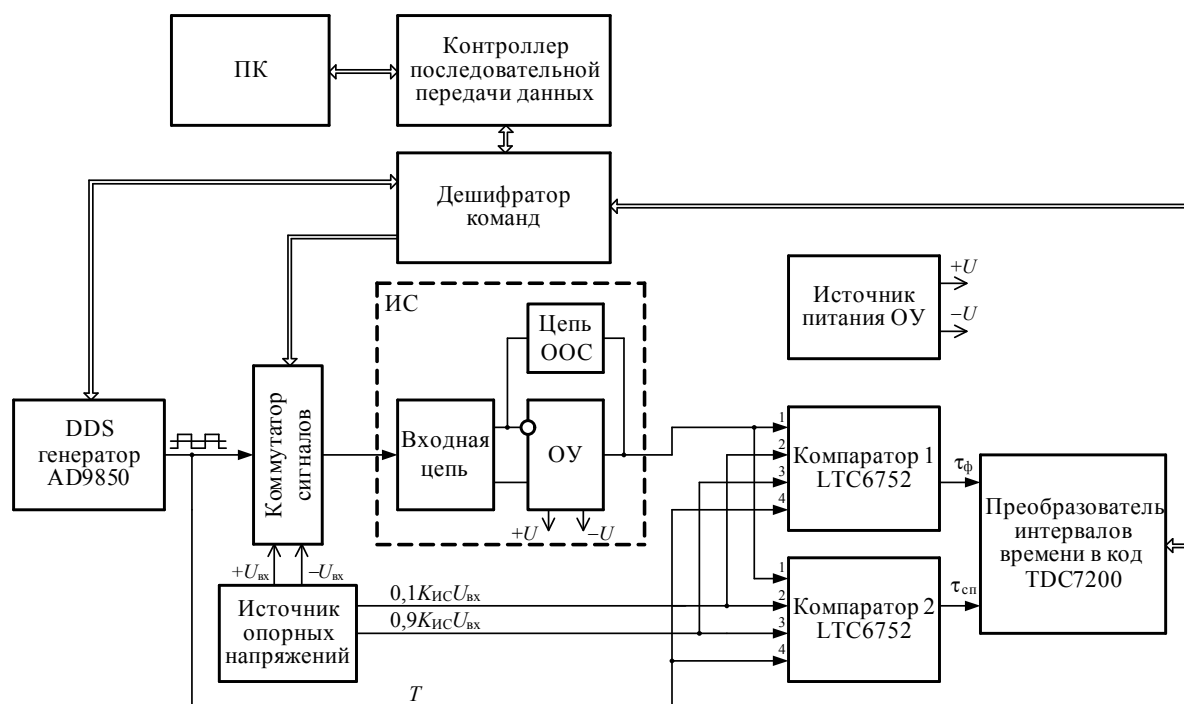 ПК
Контроллер
последовательной
передачи данных
Дешифратор
команд
ИС
Цепь
ООС
Источник
питания ОУ
+U
–U
DDS
генератор
AD9850
Коммутатор
сигналов
Входная
цепь
ОУ
+U
–U
1
2
3
4
Компаратор 1
LTC6752
τф
Преобразователь
интервалов
времени в код
TDC7200
1
2
3
4
Компаратор 2
LTC6752
τсп
+Uвх
–Uвх
Источник
опорных
напряжений
0,1KИСUвх
0,9KИСUвх
T